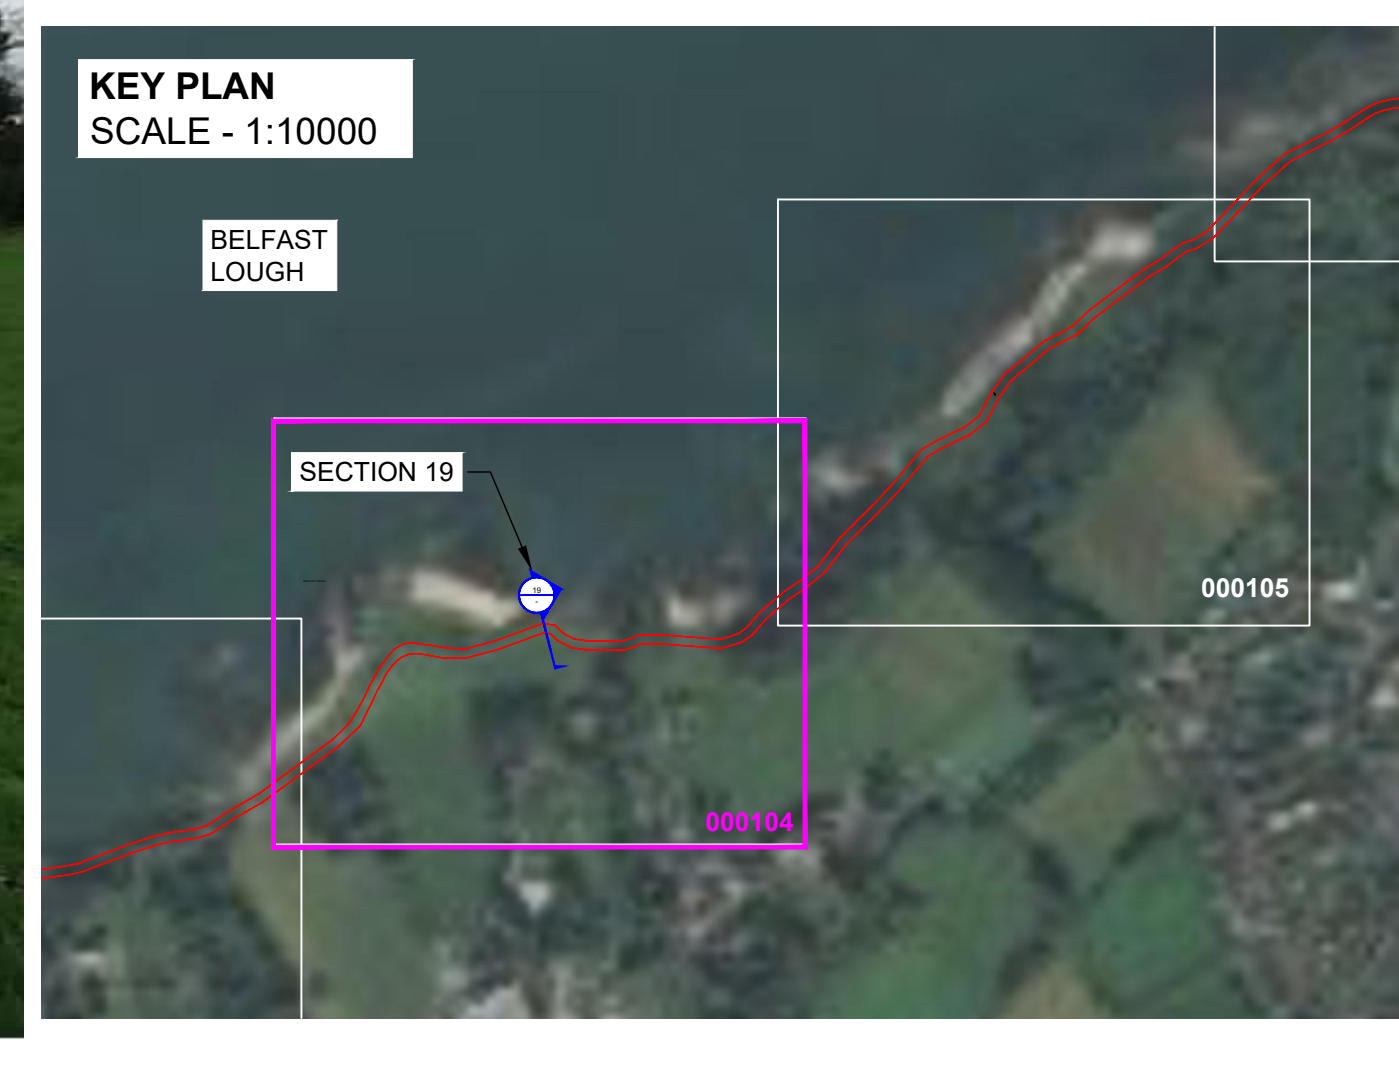 KEY PLAN
SCALE - 1:10000
BELFAST
LOUGH
SECTION 19
19
-
000105
000104